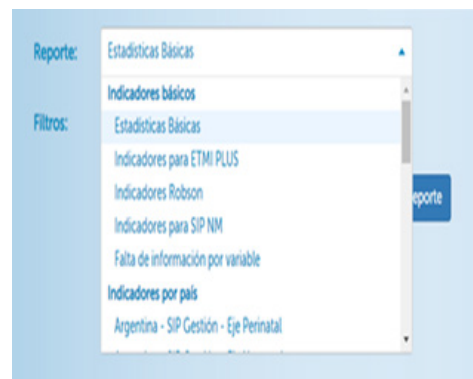 Reporte: Estadísticas Básicas
Indicadores básicos
Filtros: Estadísticas Básicas
Indicadores para ETMI PLUS
Indicadores Robson
eporte
Indicadores para SIP NM
Falta de información por variable
Indicadores por país
Argentina - SIP Gestión - Eje Perinatal